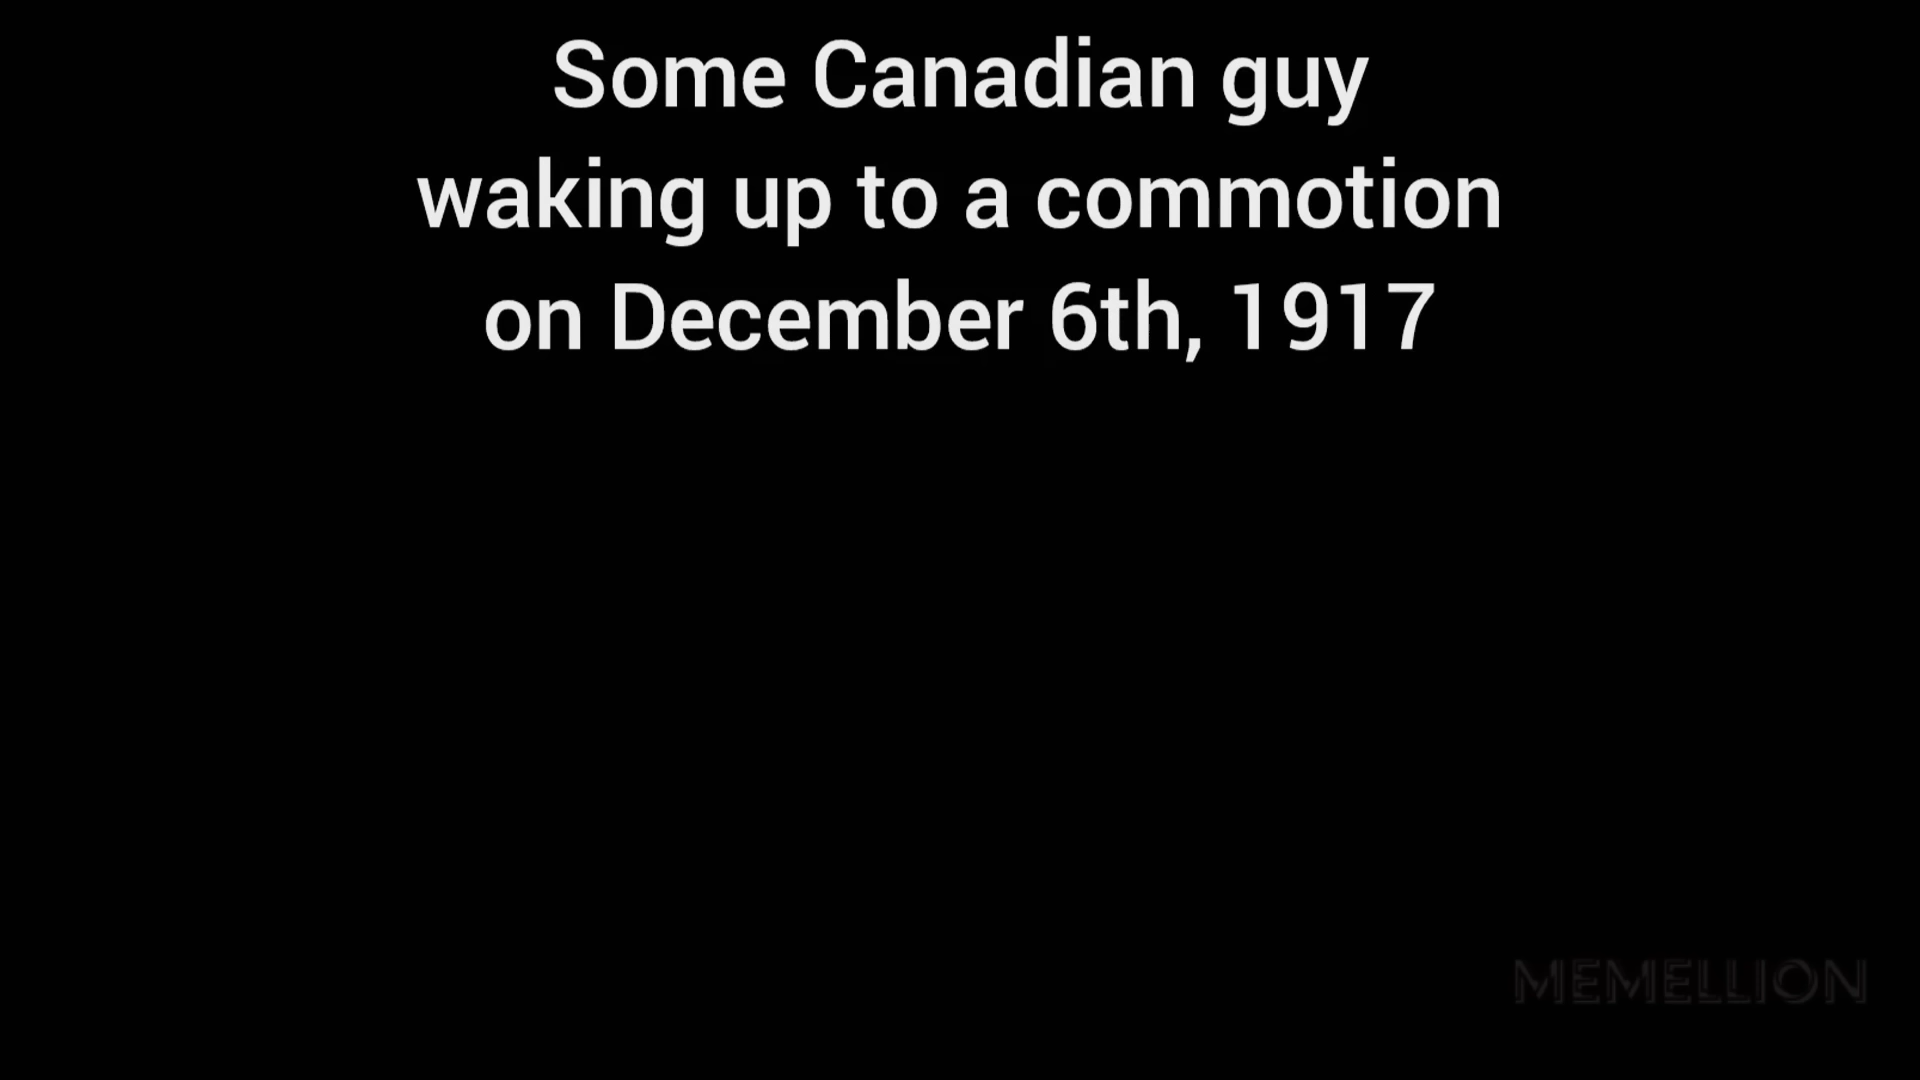 Some Canadian guy
waking up to a commotion
on December 6th, 1917
MEMELLION